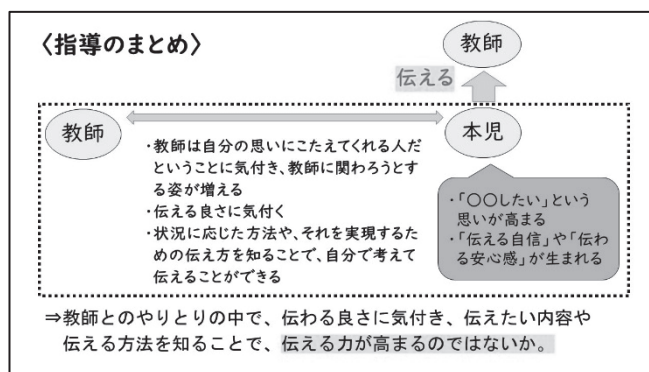 〈指導のまとめ〉
教師
伝える
教師
本児
・教師は自分の思いにこたえてくれる人だ
ということに気付き、教師に関わろうとす
る姿が増える
・伝える良さに気付く
・状況に応じた方法や、それを実現するた
めの伝え方を知ることで、自分で考えて
伝えることができる
・「〇〇したい」という
思いが高まる
・「伝える自信」や「伝わ
る安心感」が生まれる
⇒教師とのやりとりの中で、伝わる良さに気付き、伝えたい内容や
伝える方法を知ることで、伝える力が高まるのではないか。